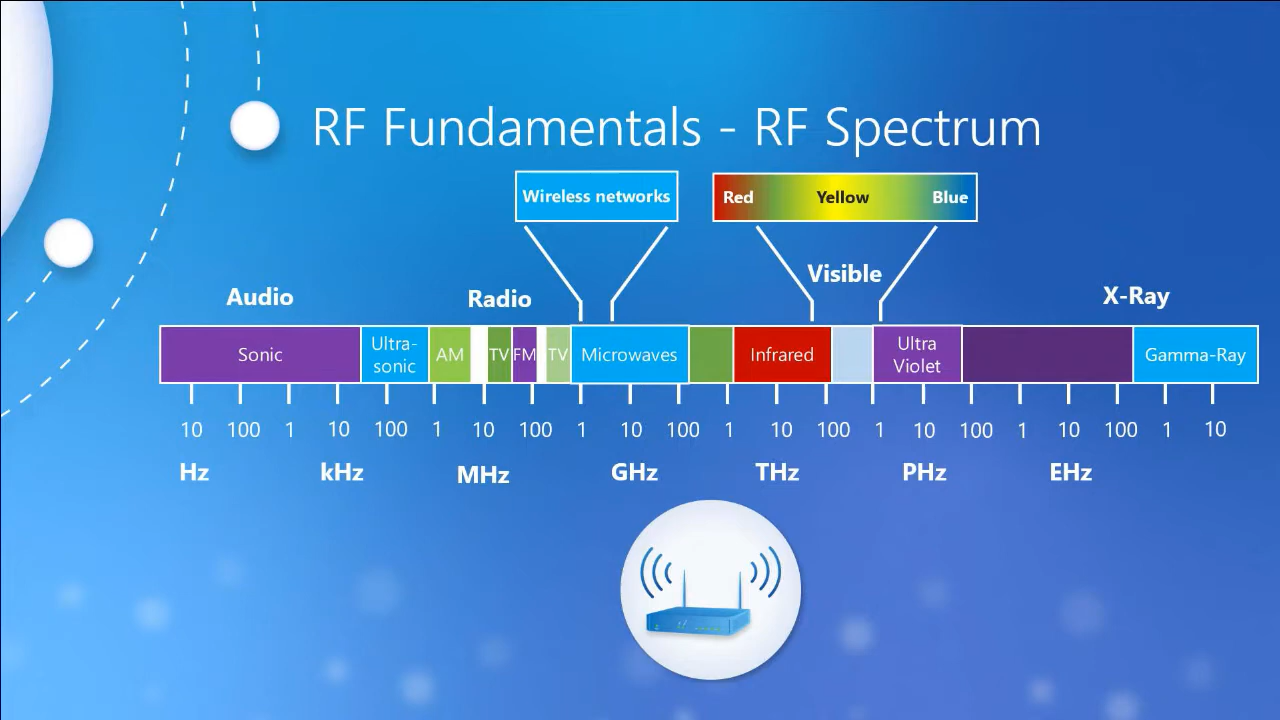 RF Fundamentals - RF Spectrum
Wireless networks
Red Yellow Blue
Visible
Audio Radio X-Ray
Sonic Ultra-sonic AM TV FM TV Microwaves Infrared Ultra Violet Gamma-Ray
10 100 1 10 100 1 10 100 1 10 100 1 10 100 1 10 100 1 10 100 1 10
Hz kHz MHz GHz THz PHz EHz